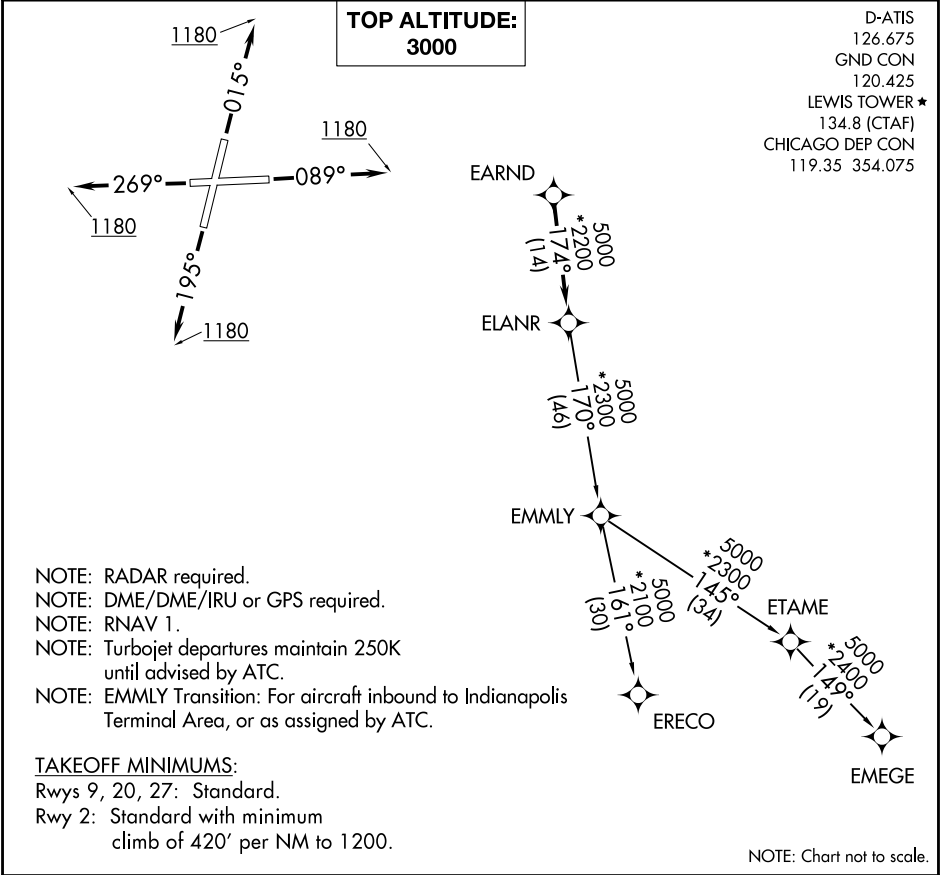 TOP ALTITUDE:
3000
D-ATIS
126.675
GND CON
120.425
LEWIS TOWER ★
134.8 (CTAF)
CHICAGO DEP CON
119.35 354.075
1180
015°
1180
269°
089°
1180
195°
1180
EARND
5000
*2200
174°
(14)
ELANR
5000
*2300
170°
(46)
EMMLY
5000
*2100
161°
(30)
ERECO
5000
*2300
145°
(34)
ETAME
5000
*2400
149°
(19)
EMEGE
NOTE: RADAR required.
NOTE: DME/DME/IRU or GPS required.
NOTE: RNAV 1.
NOTE: Turbojet departures maintain 250K
until advised by ATC.
NOTE: EMMLY Transition: For aircraft inbound to Indianapolis
Terminal Area, or as assigned by ATC.
TAKEOFF MINIMUMS:
Rwys 9, 20, 27: Standard.
Rwy 2: Standard with minimum
climb of 420' per NM to 1200.
NOTE: Chart not to scale.